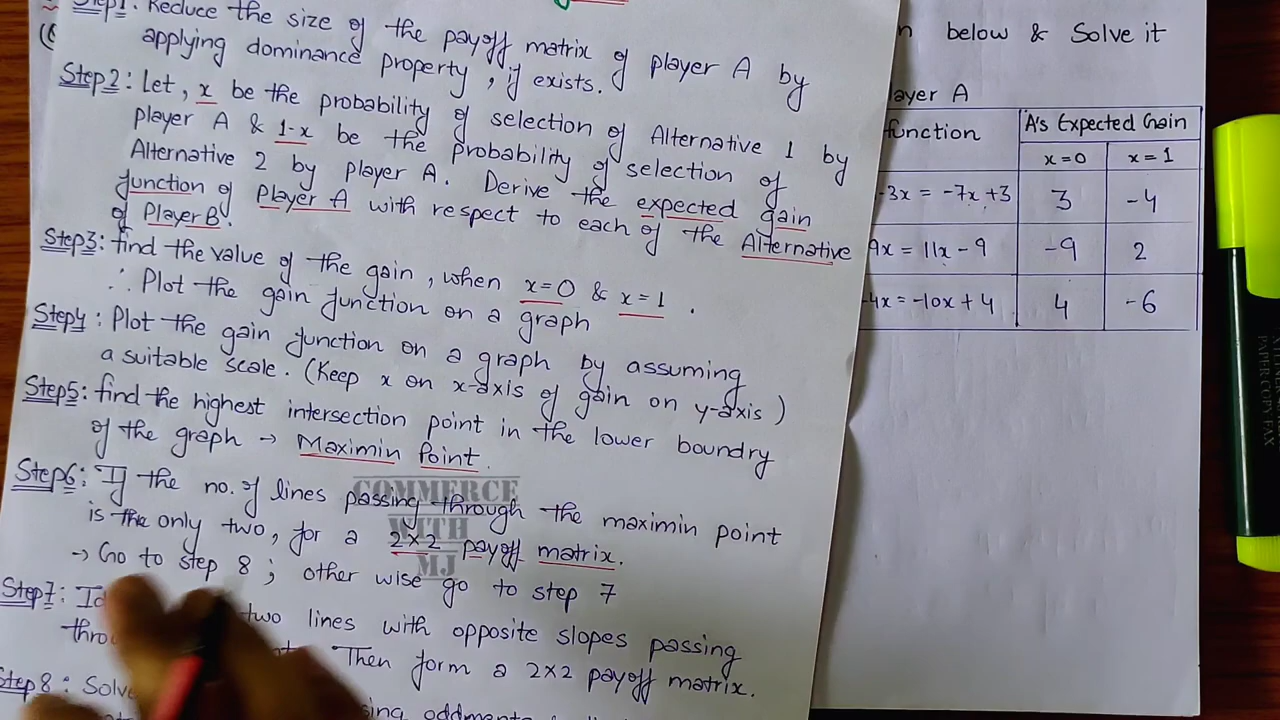 Step1: Reduce the size of the payoff matrix of player A by
applying dominance property, if exists.
Step2: Let, x be the probability of selection of Alternative 1 by
Player A & 1-x be the probability of selection of
Alternative 2 by player A. Derive the expected gain
function of Player A with respect to each of the Alternative
of Player B.
Step3: find the value of the gain, when x=0 & x=1.
∴ Plot the gain function on a graph
Step4: Plot the gain function on a graph by assuming
a suitable scale. (Keep x on x-axis of gain on y-axis)
Step5: find the highest intersection point in the lower boundry
of the graph → Maximin Point.
Step6: If the no. of lines passing through the maximin point
is the only two, for a 2×2 payoff matrix.
→ Go to step 8; other wise go to step 7
Step7: two lines with opposite slopes passing
Then form a 2×2 payoff matrix.
Step8: Solve
oddments
COMMERCE
WITH
MJ
below & Solve it
ayer A
function A's Expected Gain
x=0 x=1
-3x = -7x+3 3 -4
9x = 11x-9 -9 2
-4x = -10x+4 4 -6
PAPER COPY FAX